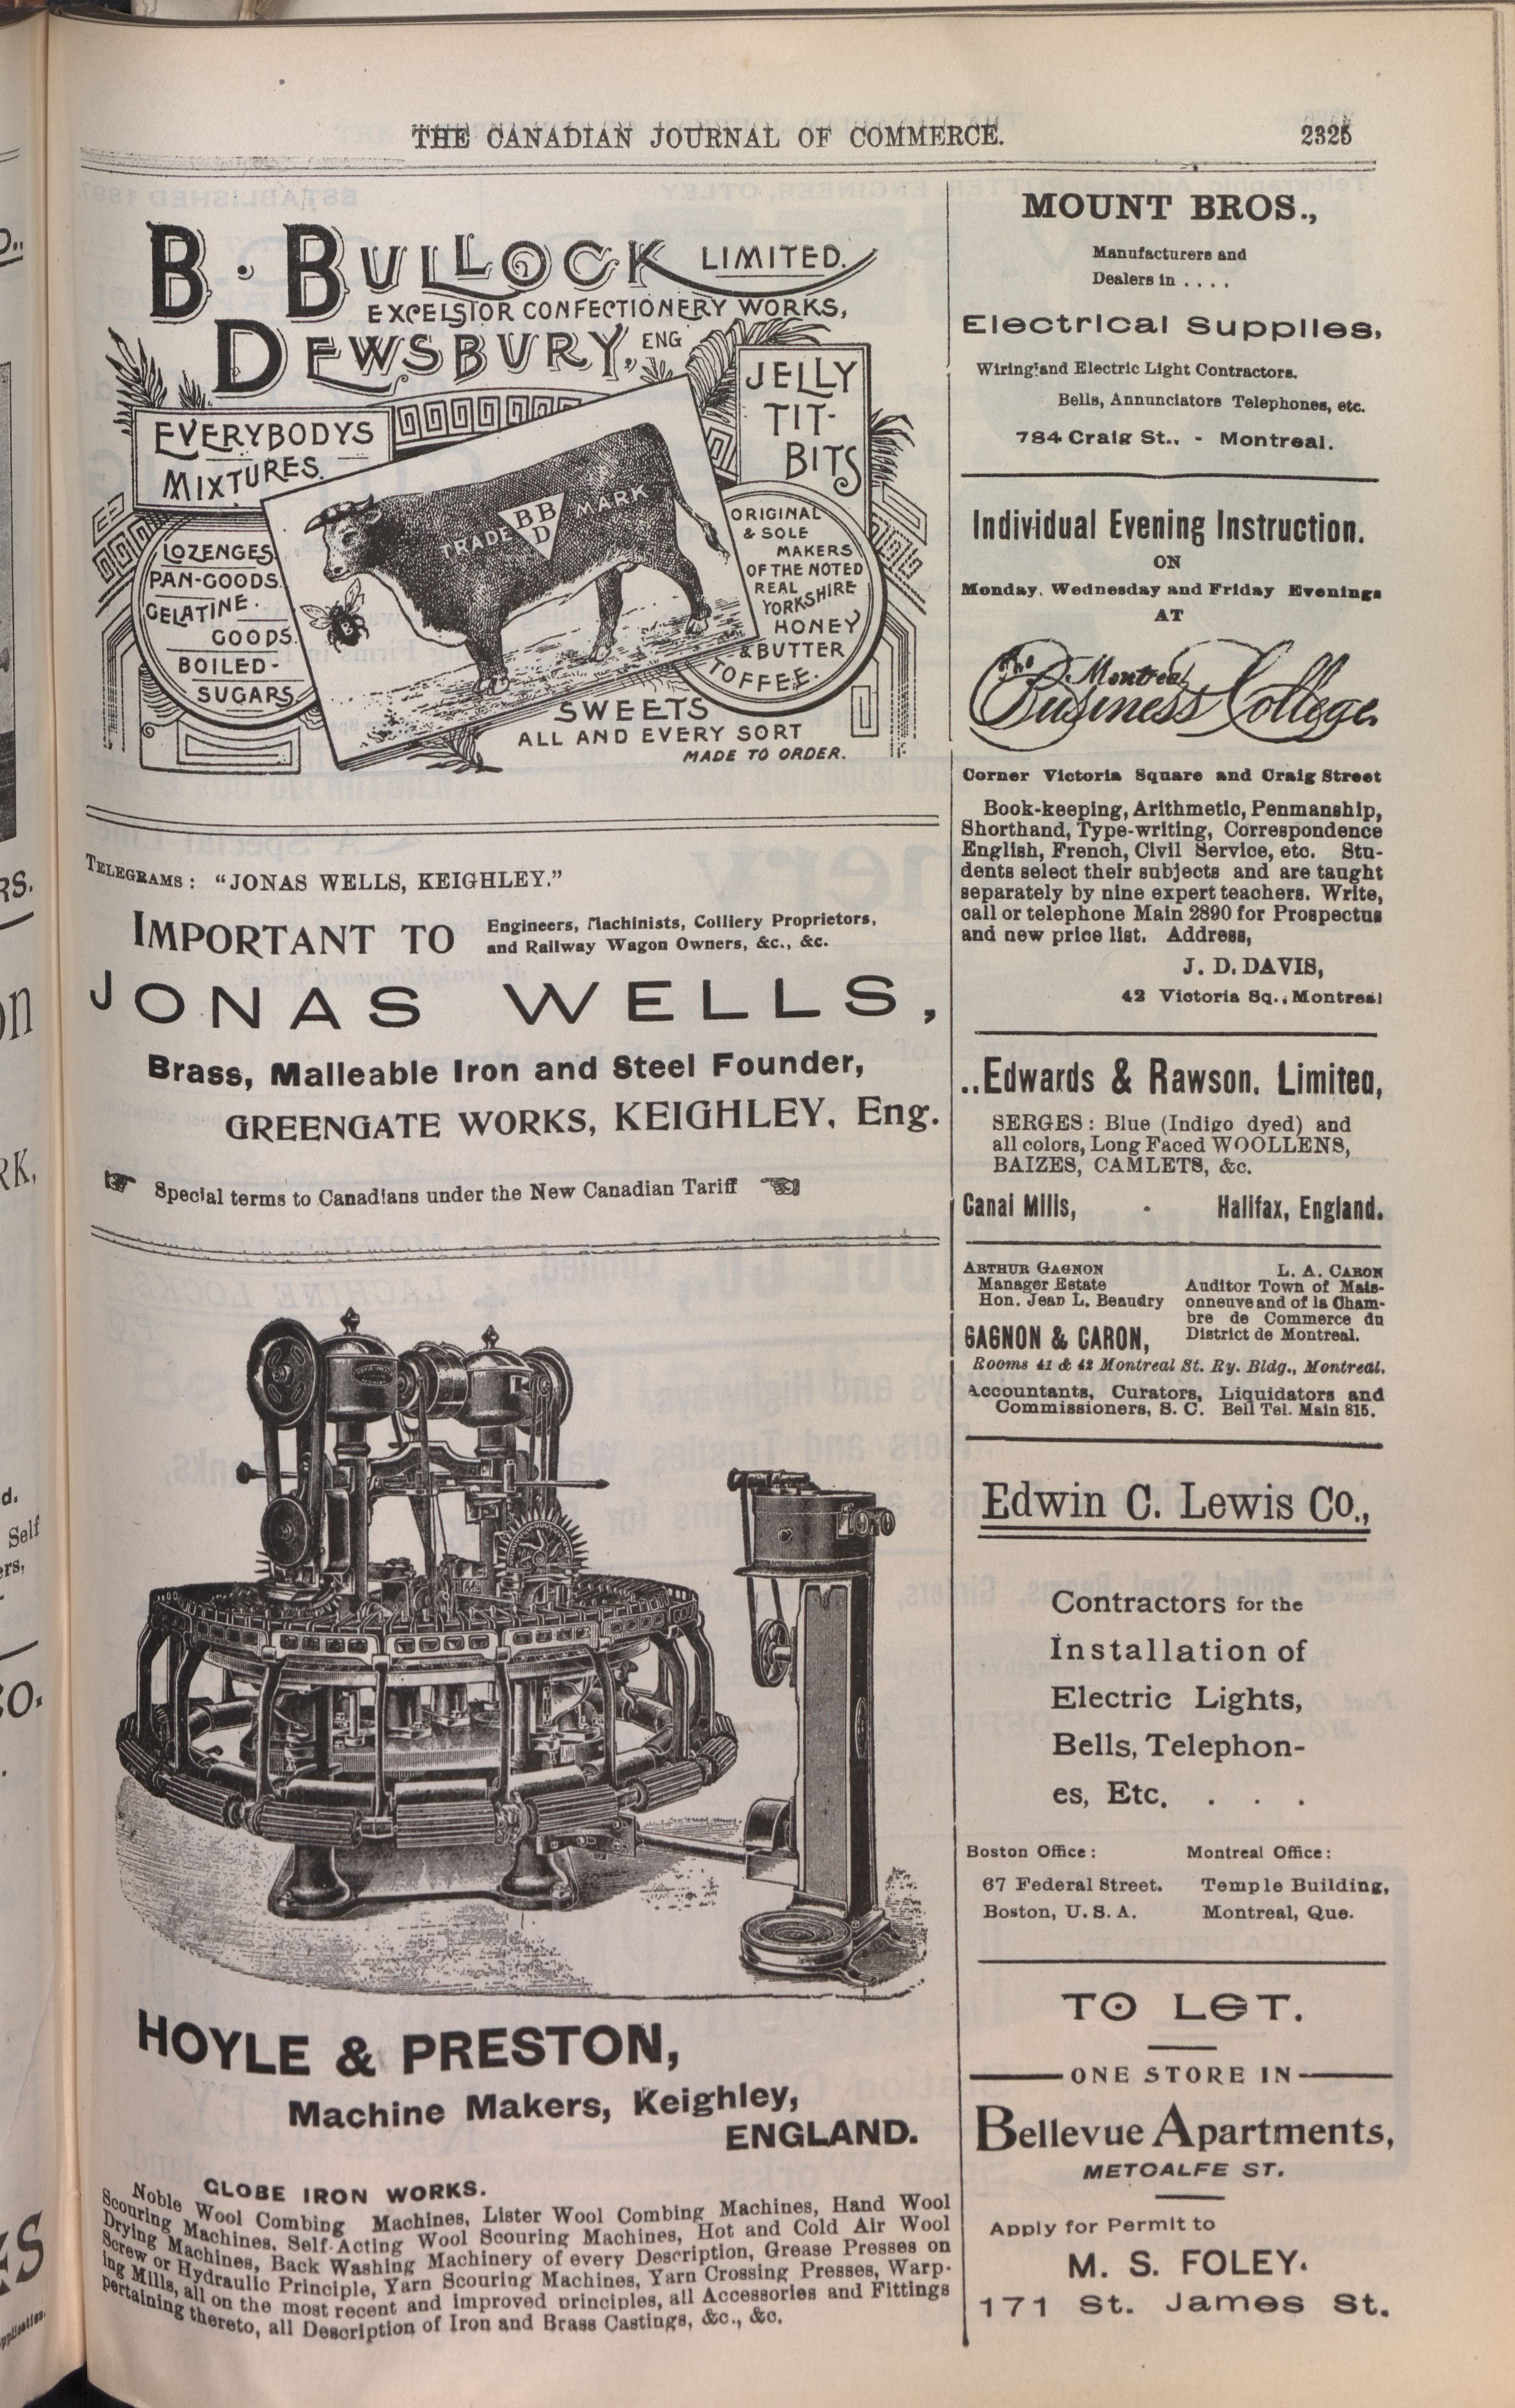 THE CANADIAN JOURNAL OF COMMERCE.
2325
B. BULLOCK LIMITED.
EXCELSIOR CONFECTIONERY WORKS,
DEWSBURY, ENG
EVERYBODYS
MIXTURES.
JELLY
TIT-
BITS
LOZENGES.
PAN-GOODS.
GELATINE.
GOODS.
BOILED-
SUGARS
TRADE BBD MARK
B
ORIGINAL
& SOLE
MAKERS
OF THE NOTED
REAL
YORKSHIRE
HONEY
& BUTTER
TOFFEE.
SWEETS
ALL AND EVERY SORT
MADE TO ORDER.
TELEGRAMS: "JONAS WELLS, KEIGHLEY."
IMPORTANT TO
Engineers, Machinists, Colliery Proprietors,
and Railway Wagon Owners, &c., &c.
JONAS WELLS,
Brass, Malleable Iron and Steel Founder,
GREENGATE WORKS, KEIGHLEY, Eng.
Special terms to Canadians under the New Canadian Tariff
HOYLE & PRESTON,
Machine Makers, Keighley,
ENGLAND.
GLOBE IRON WORKS.
Noble Wool Combing Machines, Lister Wool Combing Machines, Hand Wool
Scouring Machines, Self-Acting Wool Scouring Machines, Hot and Cold Air Wool
Drying Machines, Back Washing Machinery of every Description, Grease Presses on
Screw or Hydraulic Principle, Yarn Scouring Machines, Yarn Crossing Presses, Warp-
ing Mills, all on the most recent and improved principles, all Accessories and Fittings
pertaining thereto, all Description of Iron and Brass Castings, &c., &c.
MOUNT BROS.,
Manufacturers and
Dealers in . . . .
Electrical Supplies,
Wiring and Electric Light Contractors.
Bells, Annunciators Telephones, etc.
784 Craig St., - Montreal.
Individual Evening Instruction.
ON
Monday, Wednesday and Friday Evenings
AT
The Montreal
Business College,
Corner Victoria Square and Craig Street
Book-keeping, Arithmetic, Penmanship,
Shorthand, Type-writing, Correspondence
English, French, Civil Service, etc. Stu-
dents select their subjects and are taught
separately by nine expert teachers. Write,
call or telephone Main 2890 for Prospectus
and new price list. Address,
J. D. DAVIS,
42 Victoria Sq., Montreal
..Edwards & Rawson, Limited,
SERGES: Blue (Indigo dyed) and
all colors, Long Faced WOOLLENS,
BAIZES, CAMLETS, &c.
Canal Mills, - Halifax, England.
ARTHUR GAGNON
Manager Estate
Hon. Jean L. Beaudry
L. A. CARON
Auditor Town of Mais-
onneuve and of la Cham-
bre de Commerce du
District de Montreal.
GAGNON & CARON,
Rooms 41 & 42 Montreal St. Ry. Bldg., Montreal.
Accountants, Curators, Liquidators and
Commissioners, S. C. Bell Tel. Main 815.
Edwin C. Lewis Co.,
Contractors for the
Installation of
Electric Lights,
Bells, Telephon-
es, Etc. . . .
Boston Office:
67 Federal Street.
Boston, U. S. A.
Montreal Office:
Temple Building,
Montreal, Que.
TO LET.
ONE STORE IN
Bellevue Apartments,
METCALFE ST.
Apply for Permit to
M. S. FOLEY.
171 St. James St.